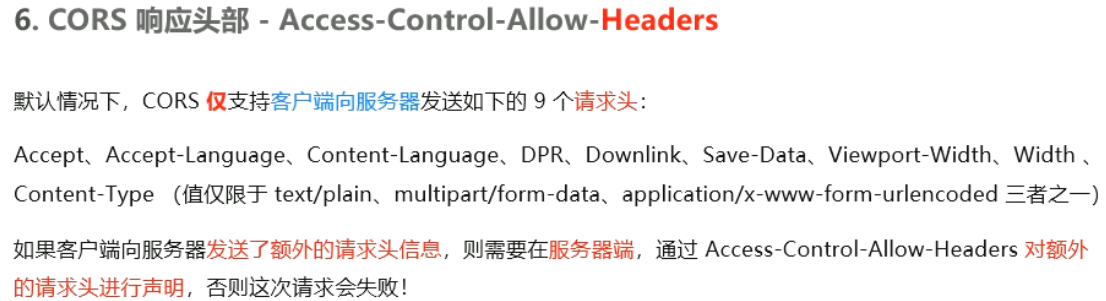 6. CORS 响应头部 - Access-Control-Allow-Headers
默认情况下，CORS 仅支持客户端向服务器发送如下的 9 个请求头：
Accept、Accept-Language、Content-Language、DPR、Downlink、Save-Data、Viewport-Width、Width 、
Content-Type （值仅限于 text/plain、multipart/form-data、application/x-www-form-urlencoded 三者之一）
如果客户端向服务器发送了额外的请求头信息，则需要在服务器端，通过 Access-Control-Allow-Headers 对额外
的请求头进行声明，否则这次请求会失败！